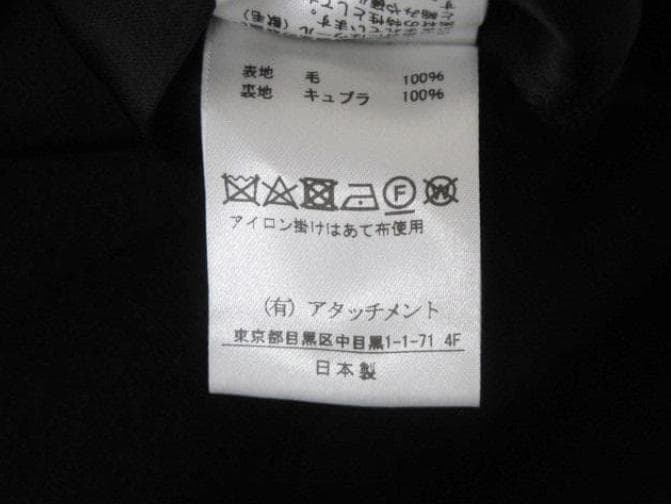 表地 毛 100%
裏地 キュプラ 100%
F W
アイロン掛けはあて布使用
(有) アタッチメント
東京都目黒区中目黒1-1-71 4F
日本製